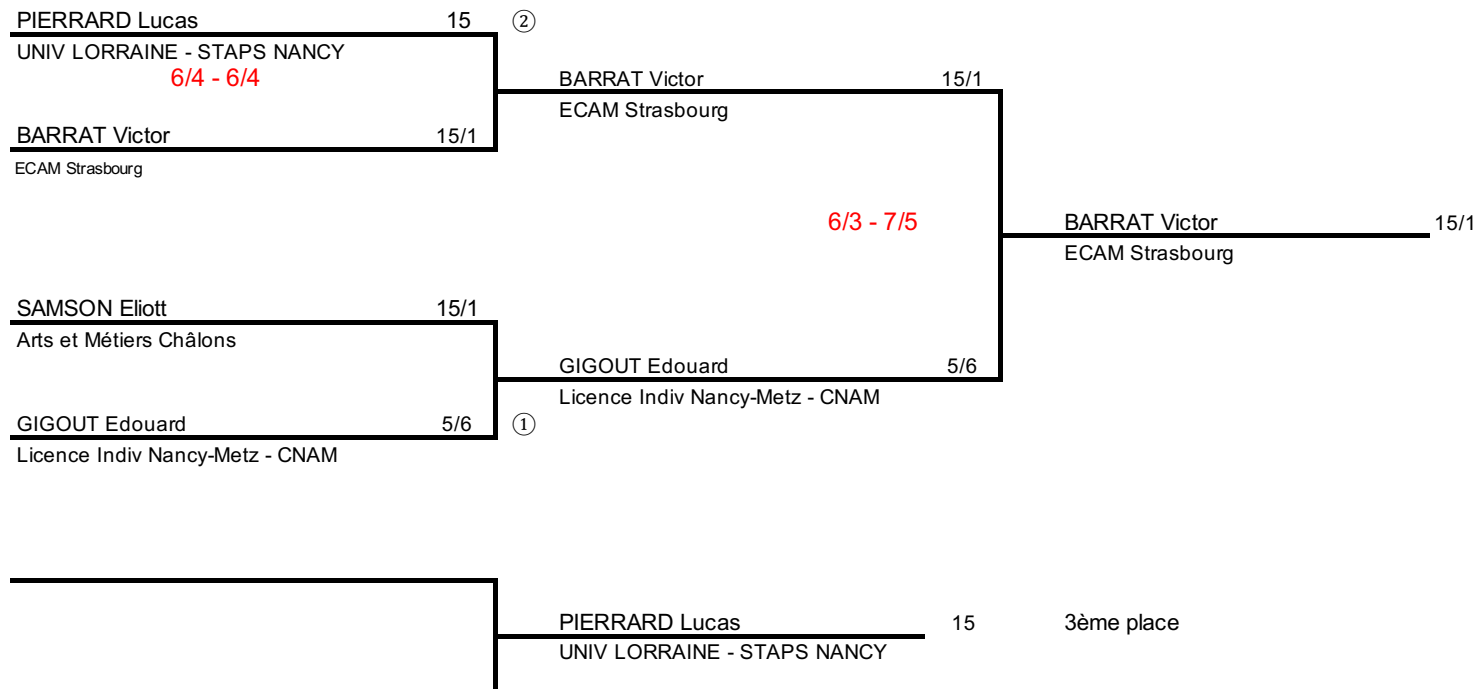 PIERRARD Lucas 15 ②
UNIV LORRAINE - STAPS NANCY
6/4 - 6/4
BARRAT Victor 15/1
ECAM Strasbourg
BARRAT Victor 15/1
ECAM Strasbourg
6/3 - 7/5
BARRAT Victor 15/1
ECAM Strasbourg
SAMSON Eliott 15/1
Arts et Métiers Châlons
GIGOUT Edouard 5/6
Licence Indiv Nancy-Metz - CNAM
GIGOUT Edouard 5/6 ①
Licence Indiv Nancy-Metz - CNAM
PIERRARD Lucas 15 3ème place
UNIV LORRAINE - STAPS NANCY